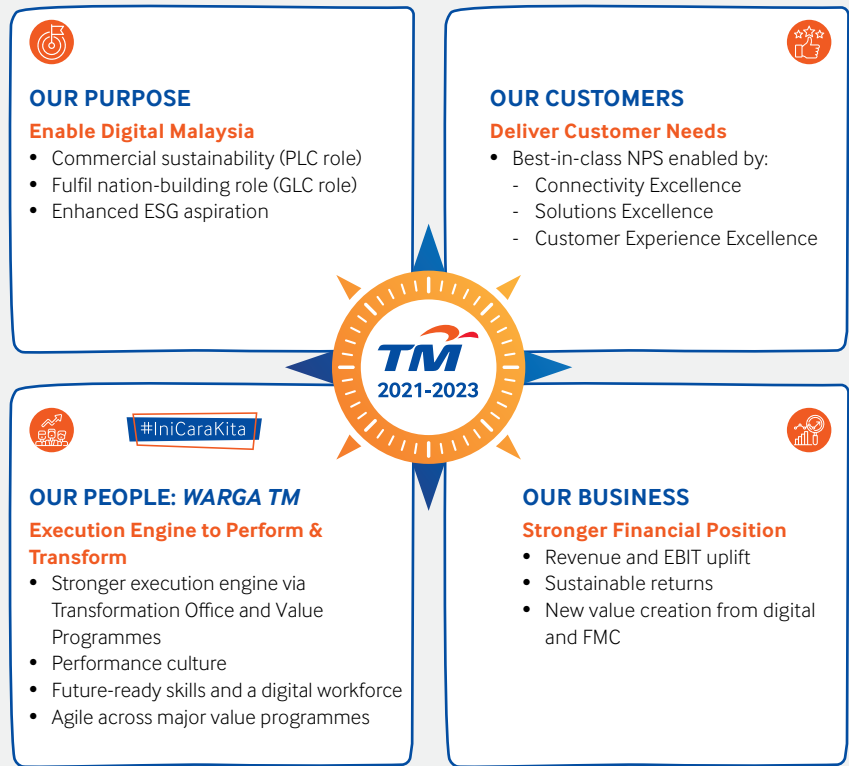 OUR PURPOSE
Enable Digital Malaysia
• Commercial sustainability (PLC role)
• Fulfil nation-building role (GLC role)
• Enhanced ESG aspiration
OUR CUSTOMERS
Deliver Customer Needs
• Best-in-class NPS enabled by:
- Connectivity Excellence
- Solutions Excellence
- Customer Experience Excellence
TM
2021-2023
#IniCaraKita
OUR PEOPLE: WARGA TM
Execution Engine to Perform &
Transform
• Stronger execution engine via
Transformation Office and Value
Programmes
• Performance culture
• Future-ready skills and a digital workforce
• Agile across major value programmes
OUR BUSINESS
Stronger Financial Position
• Revenue and EBIT uplift
• Sustainable returns
• New value creation from digital
and FMC